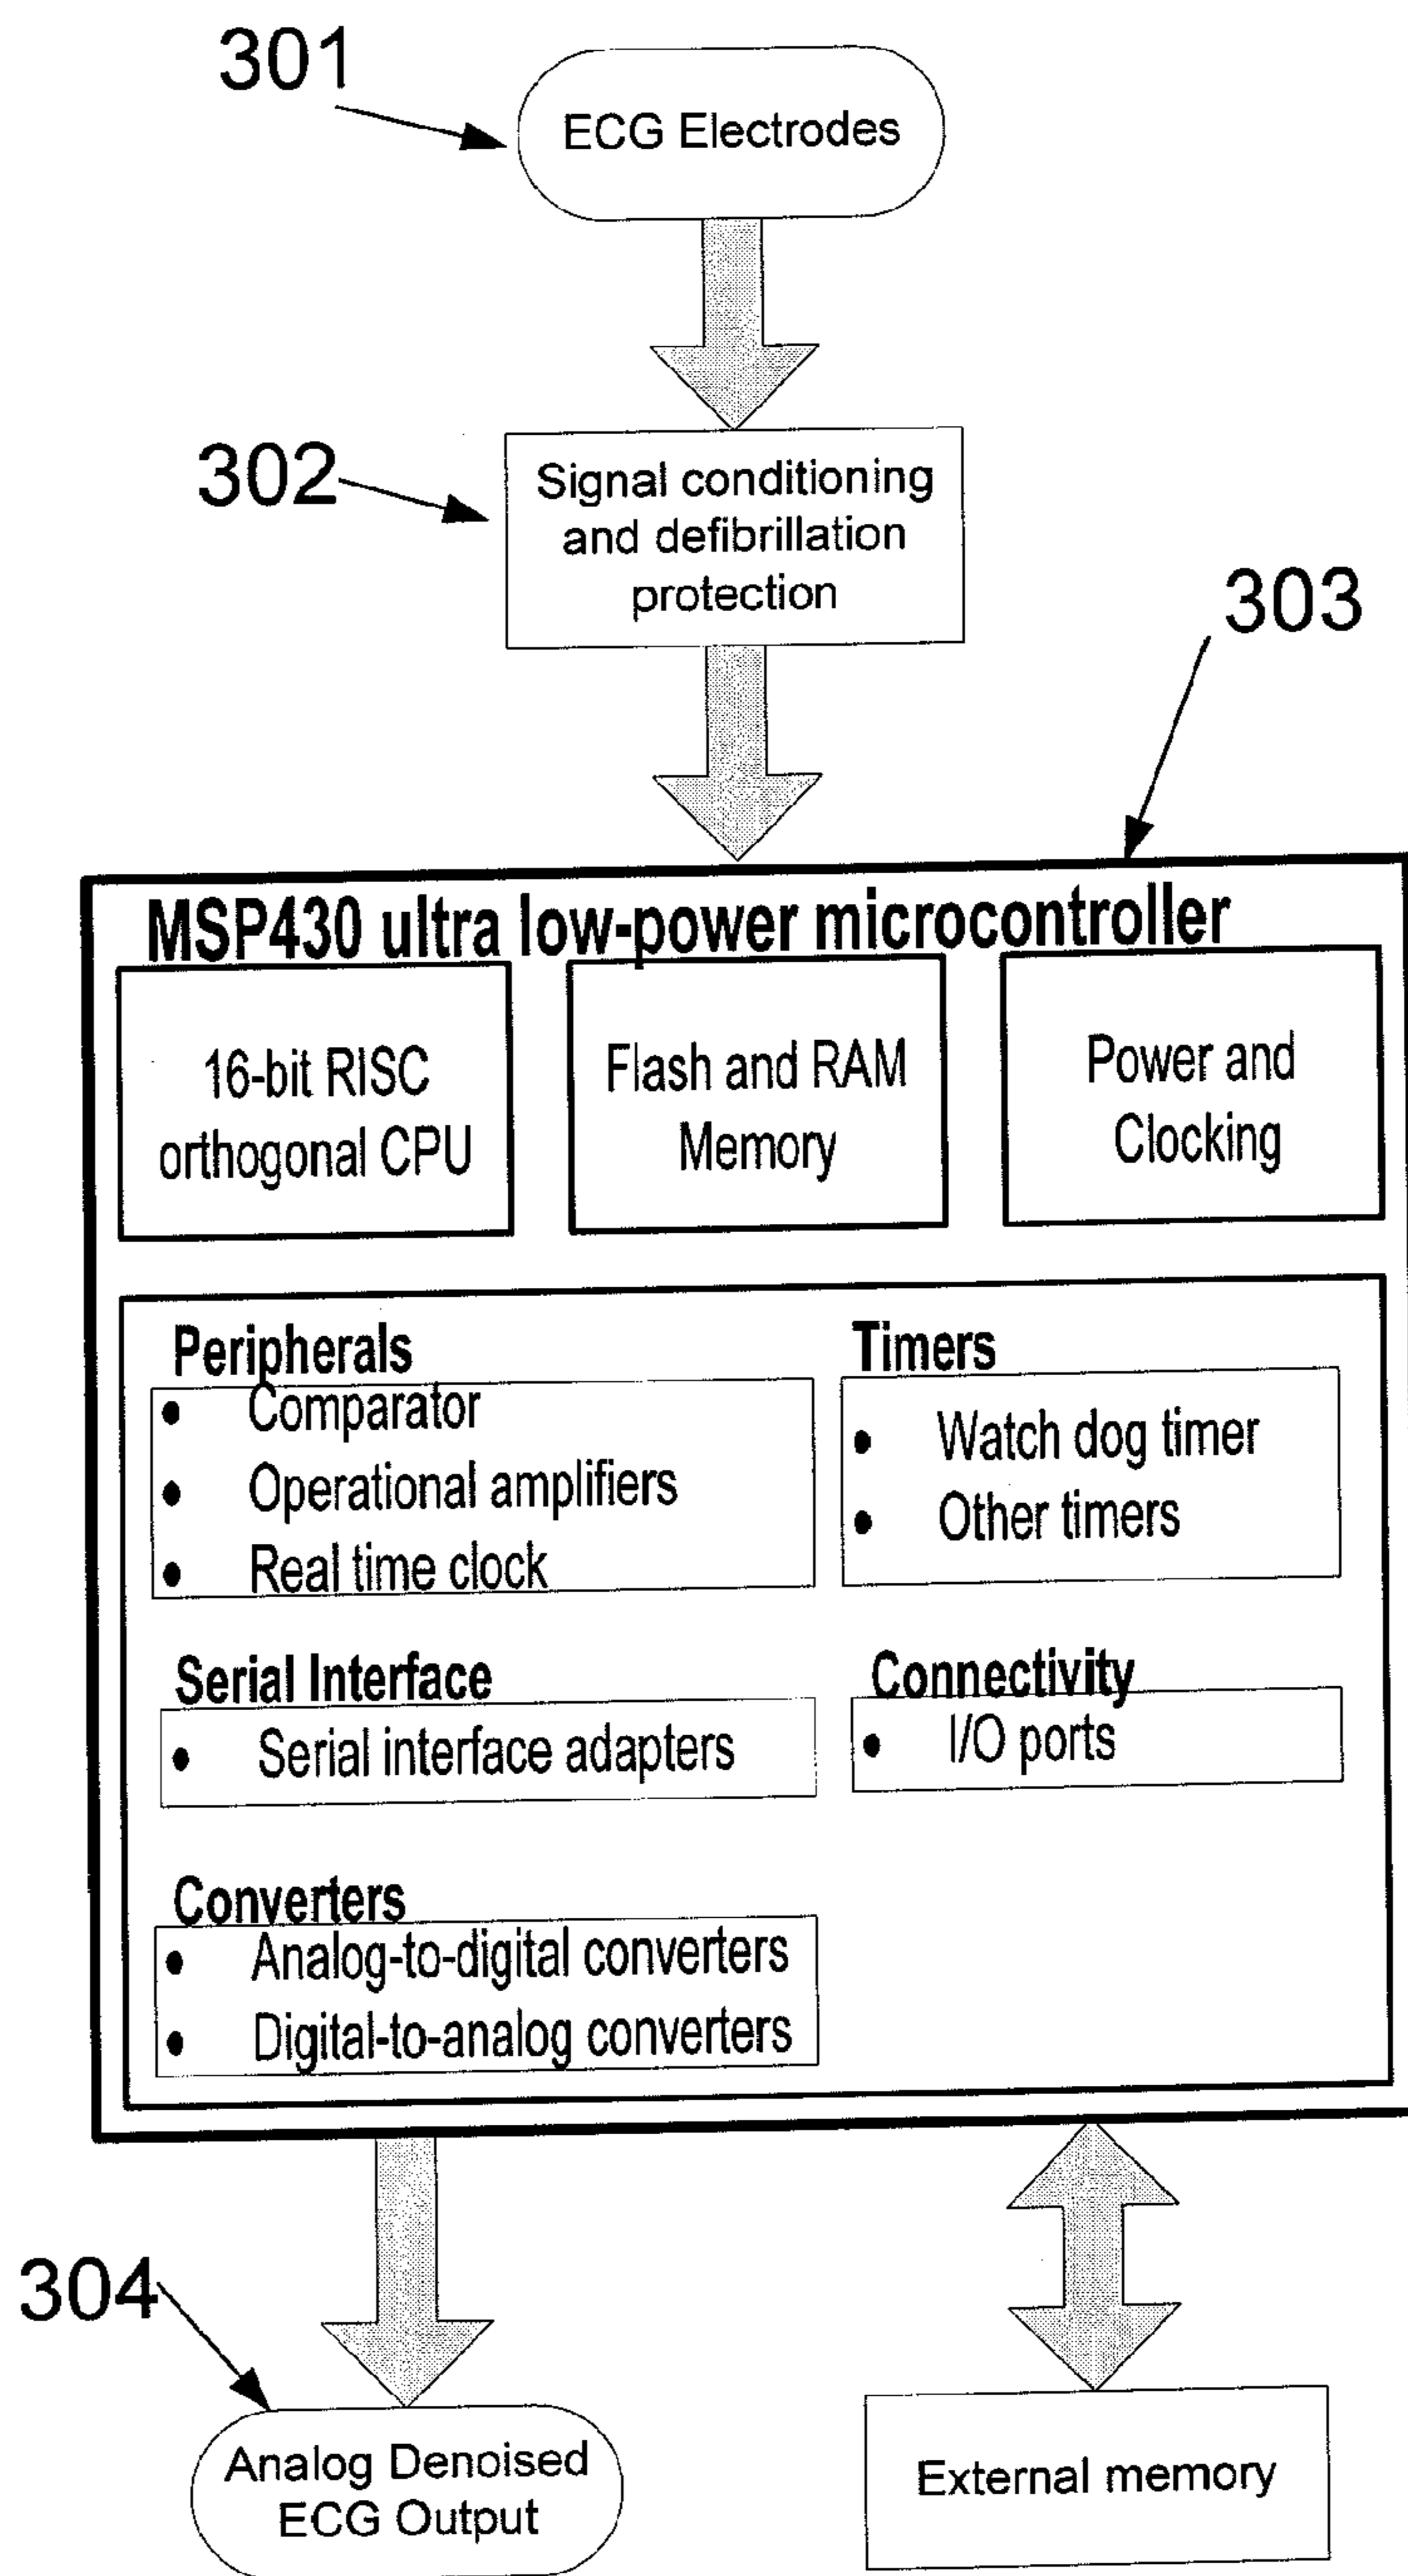 301
ECG Electrodes
302
Signal conditioning
and defibrillation
protection
303
MSP430 ultra low-power microcontroller
16-bit RISC
orthogonal CPU
Flash and RAM
Memory
Power and
Clocking
Peripherals
• Comparator
• Operational amplifiers
• Real time clock
Timers
• Watch dog timer
• Other timers
Serial Interface
• Serial interface adapters
Connectivity
• I/O ports
Converters
• Analog-to-digital converters
• Digital-to-analog converters
304
Analog Denoised
ECG Output
External memory